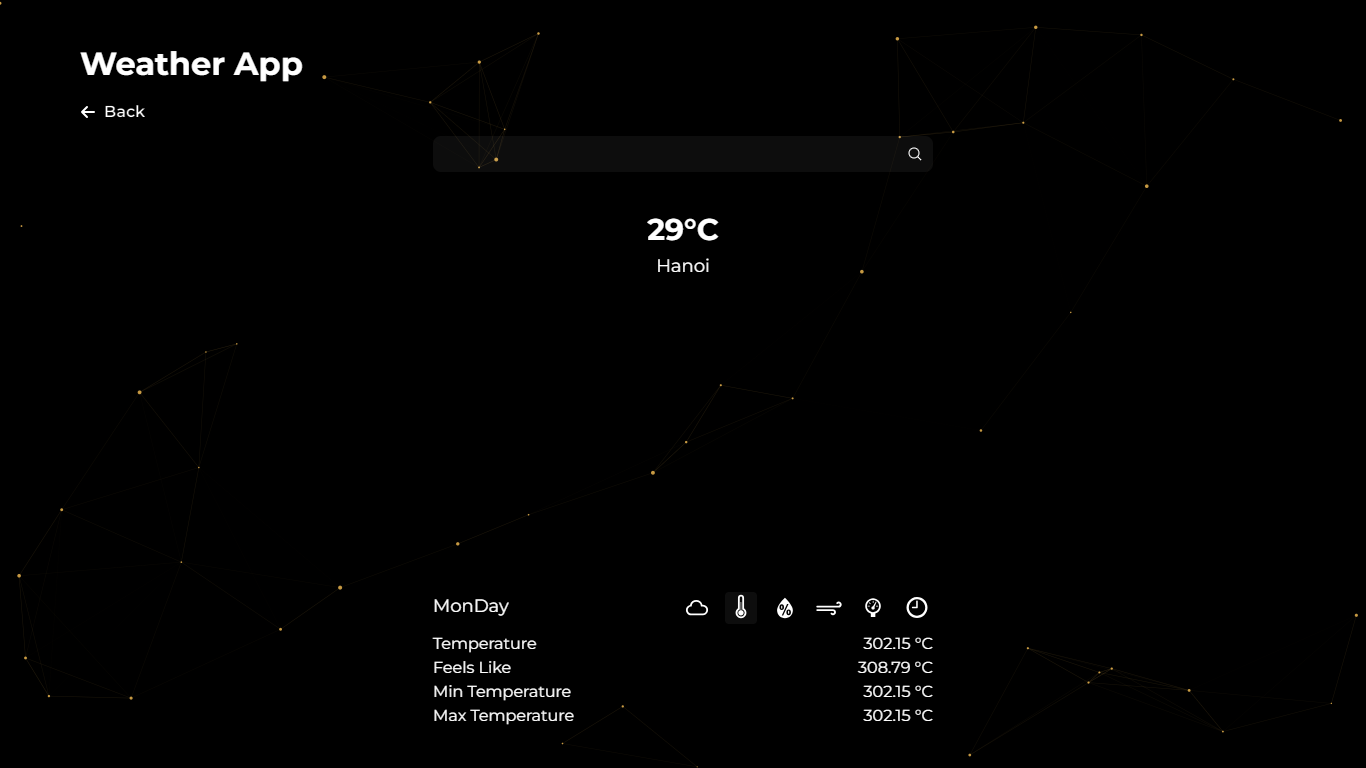 Weather App
Back
29°C
Hanoi
MonDay
Temperature 302.15 °C
Feels Like 308.79 °C
Min Temperature 302.15 °C
Max Temperature 302.15 °C